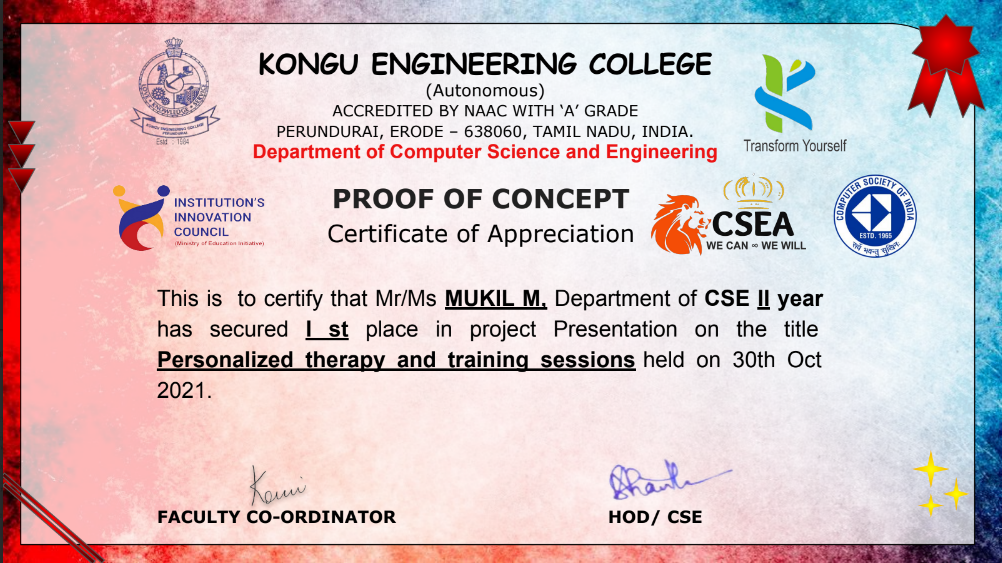 KONGU ENGINEERING COLLEGE
(Autonomous)
ACCREDITED BY NAAC WITH ‘A’ GRADE
PERUNDURAI, ERODE – 638060, TAMIL NADU, INDIA.
Department of Computer Science and Engineering
KONGU ENGINEERING COLLEGE
PERUNDURAI
Estd : 1984
Transform Yourself
INSTITUTION'S
INNOVATION
COUNCIL
(Ministry of Education Initiative)
PROOF OF CONCEPT
Certificate of Appreciation
CSEA
WE CAN ∞ WE WILL
COMPUTER SOCIETY OF INDIA
ESTD. 1965
This is to certify that Mr/Ms MUKIL M, Department of CSE II year
has secured I st place in project Presentation on the title
Personalized therapy and training sessions held on 30th Oct
2021.
FACULTY CO-ORDINATOR
HOD/ CSE